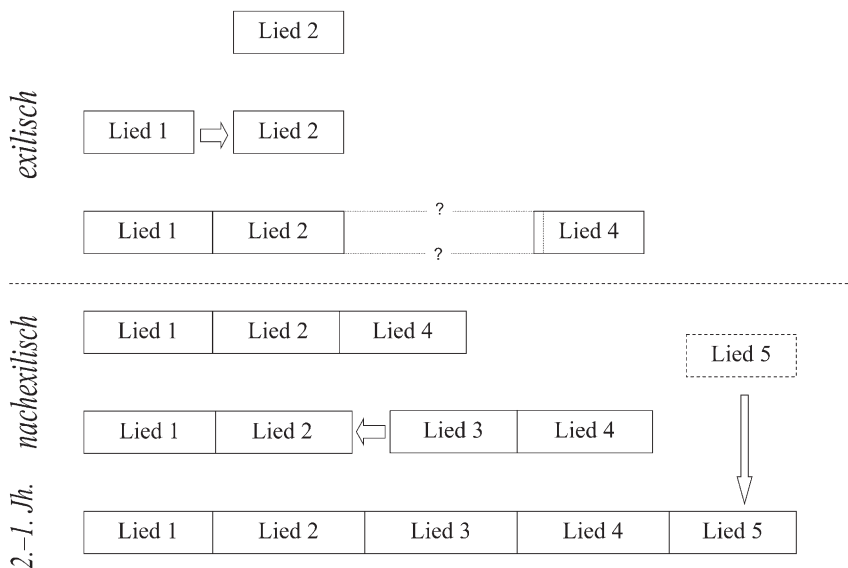 Lied 2
exilisch
Lied 1 Lied 2
?
Lied 1 Lied 2 Lied 4
?
nachexilisch
Lied 1 Lied 2 Lied 4
Lied 5
Lied 1 Lied 2 Lied 3 Lied 4
2.–1. Jh.
Lied 1 Lied 2 Lied 3 Lied 4 Lied 5